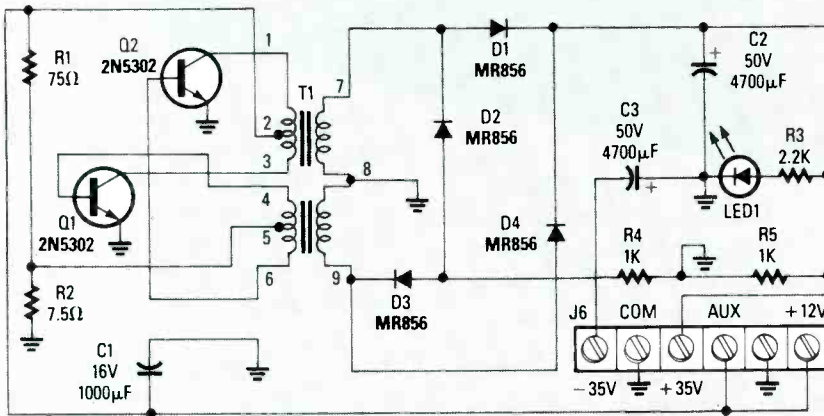 R1
75Ω
Q2
2N5302
1
2
3
4
5
6
T1
7
8
9
D1
MR856
D2
MR856
C2
50V
4700μF
C3
50V
4700μF
+
+
R3
2.2K
LED1
D4
MR856
Q1
2N5302
R2
7.5Ω
D3
MR856
R4
1K
R5
1K
C1
16V
1000μF
J6
COM
AUX
+12V
−35V
+35V